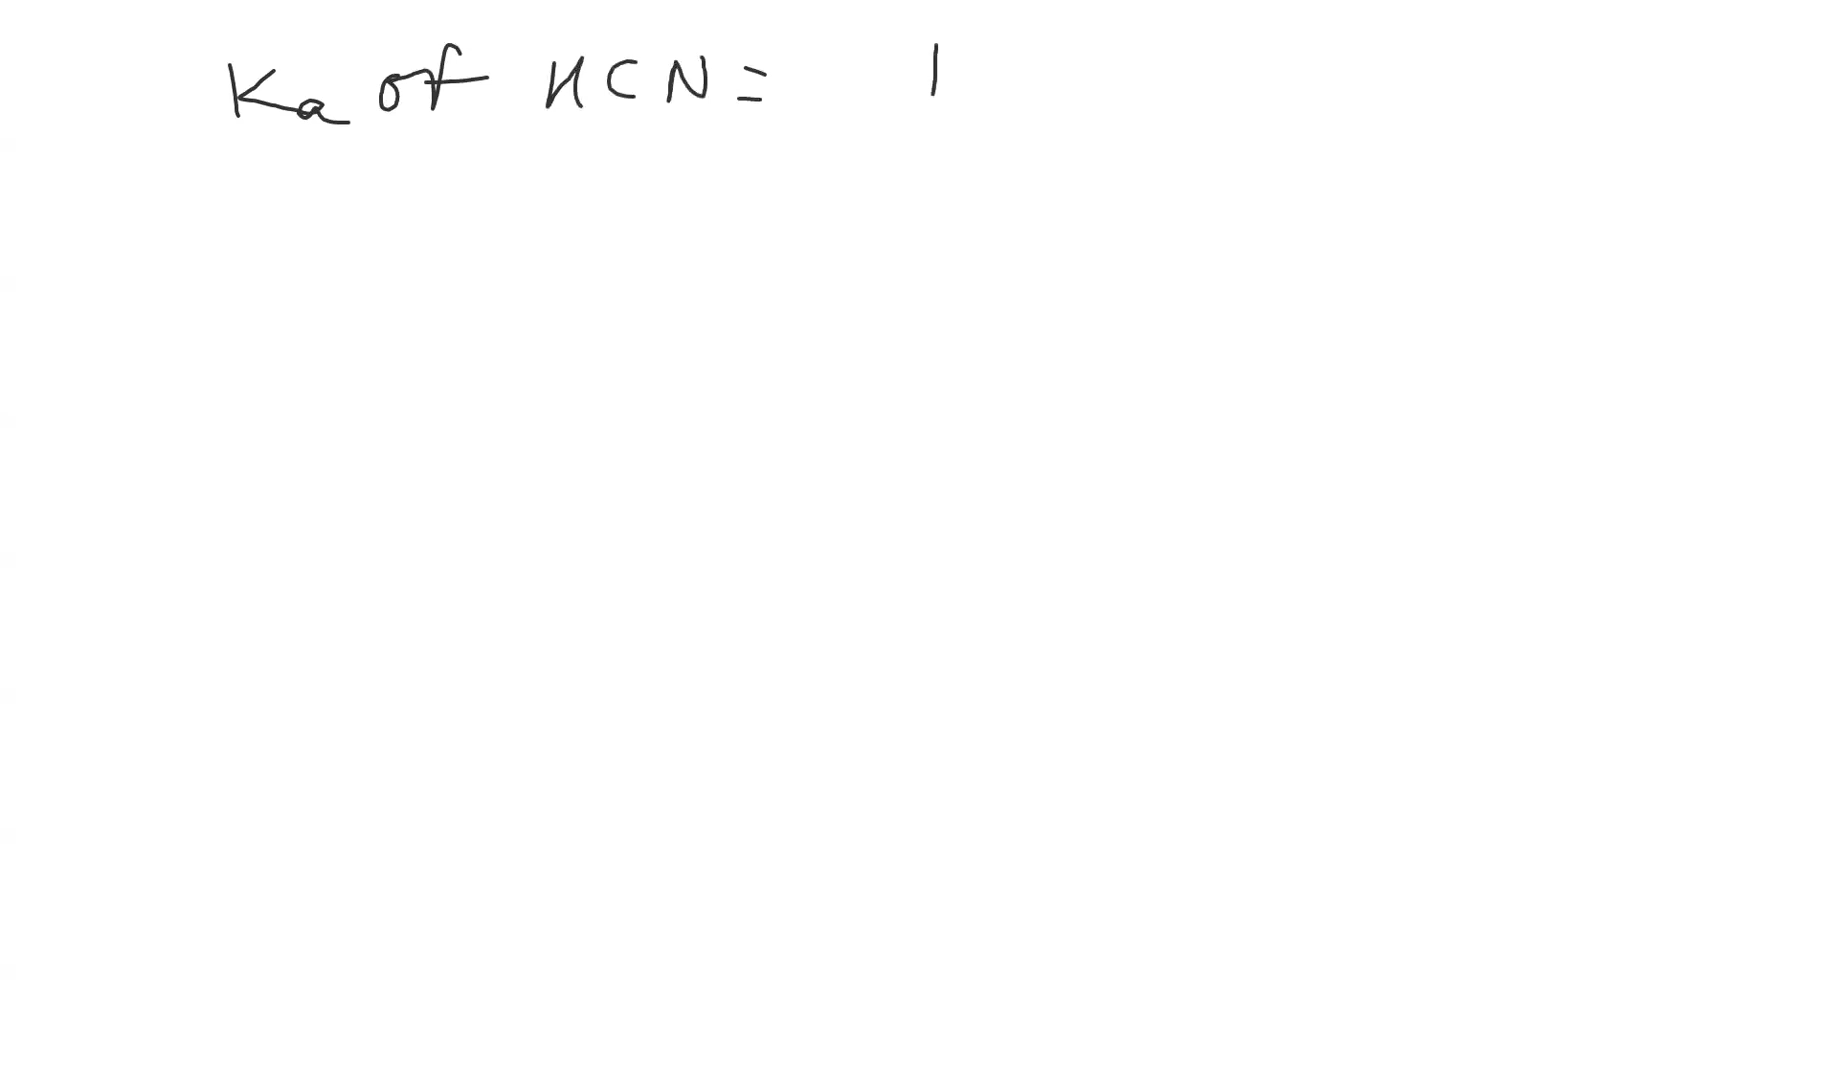 Ka of HCN = 1